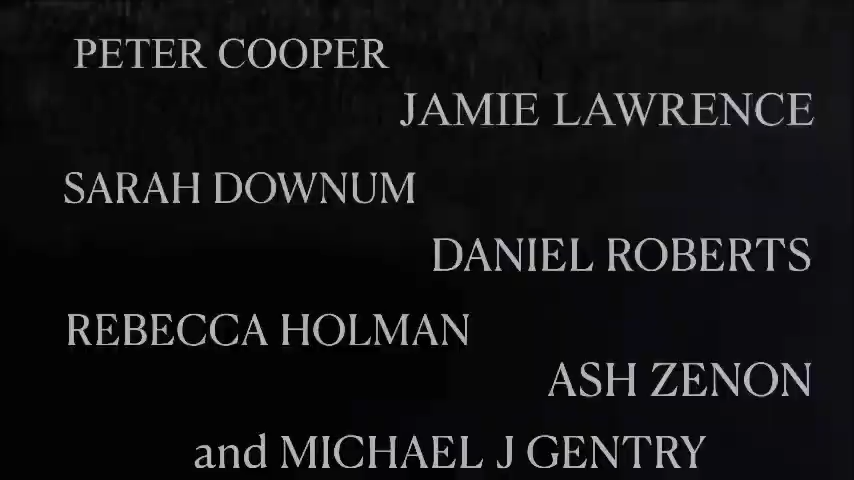 PETER COOPER
JAMIE LAWRENCE
SARAH DOWNUM
DANIEL ROBERTS
REBECCA HOLMAN
ASH ZENON
and MICHAEL J GENTRY